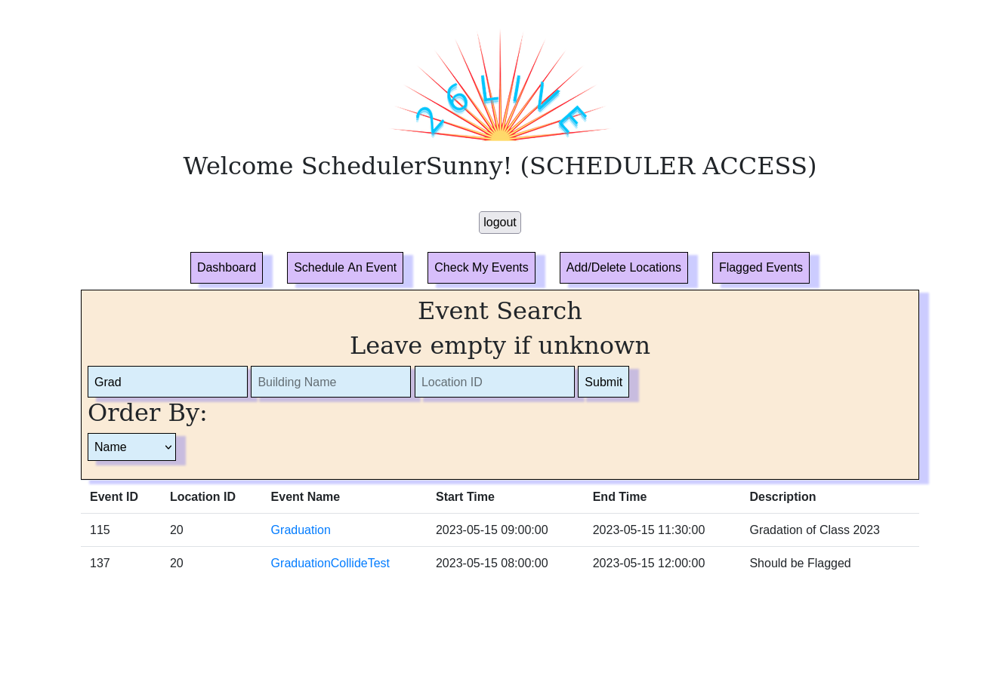 26LIVE
Welcome SchedulerSunny! (SCHEDULER ACCESS)
logout
Dashboard Schedule An Event Check My Events Add/Delete Locations Flagged Events
Event Search
Leave empty if unknown
Grad Building Name Location ID Submit
Order By:
Name
Event ID Location ID Event Name Start Time End Time Description
115 20 Graduation 2023-05-15 09:00:00 2023-05-15 11:30:00 Gradation of Class 2023
137 20 GraduationCollideTest 2023-05-15 08:00:00 2023-05-15 12:00:00 Should be Flagged